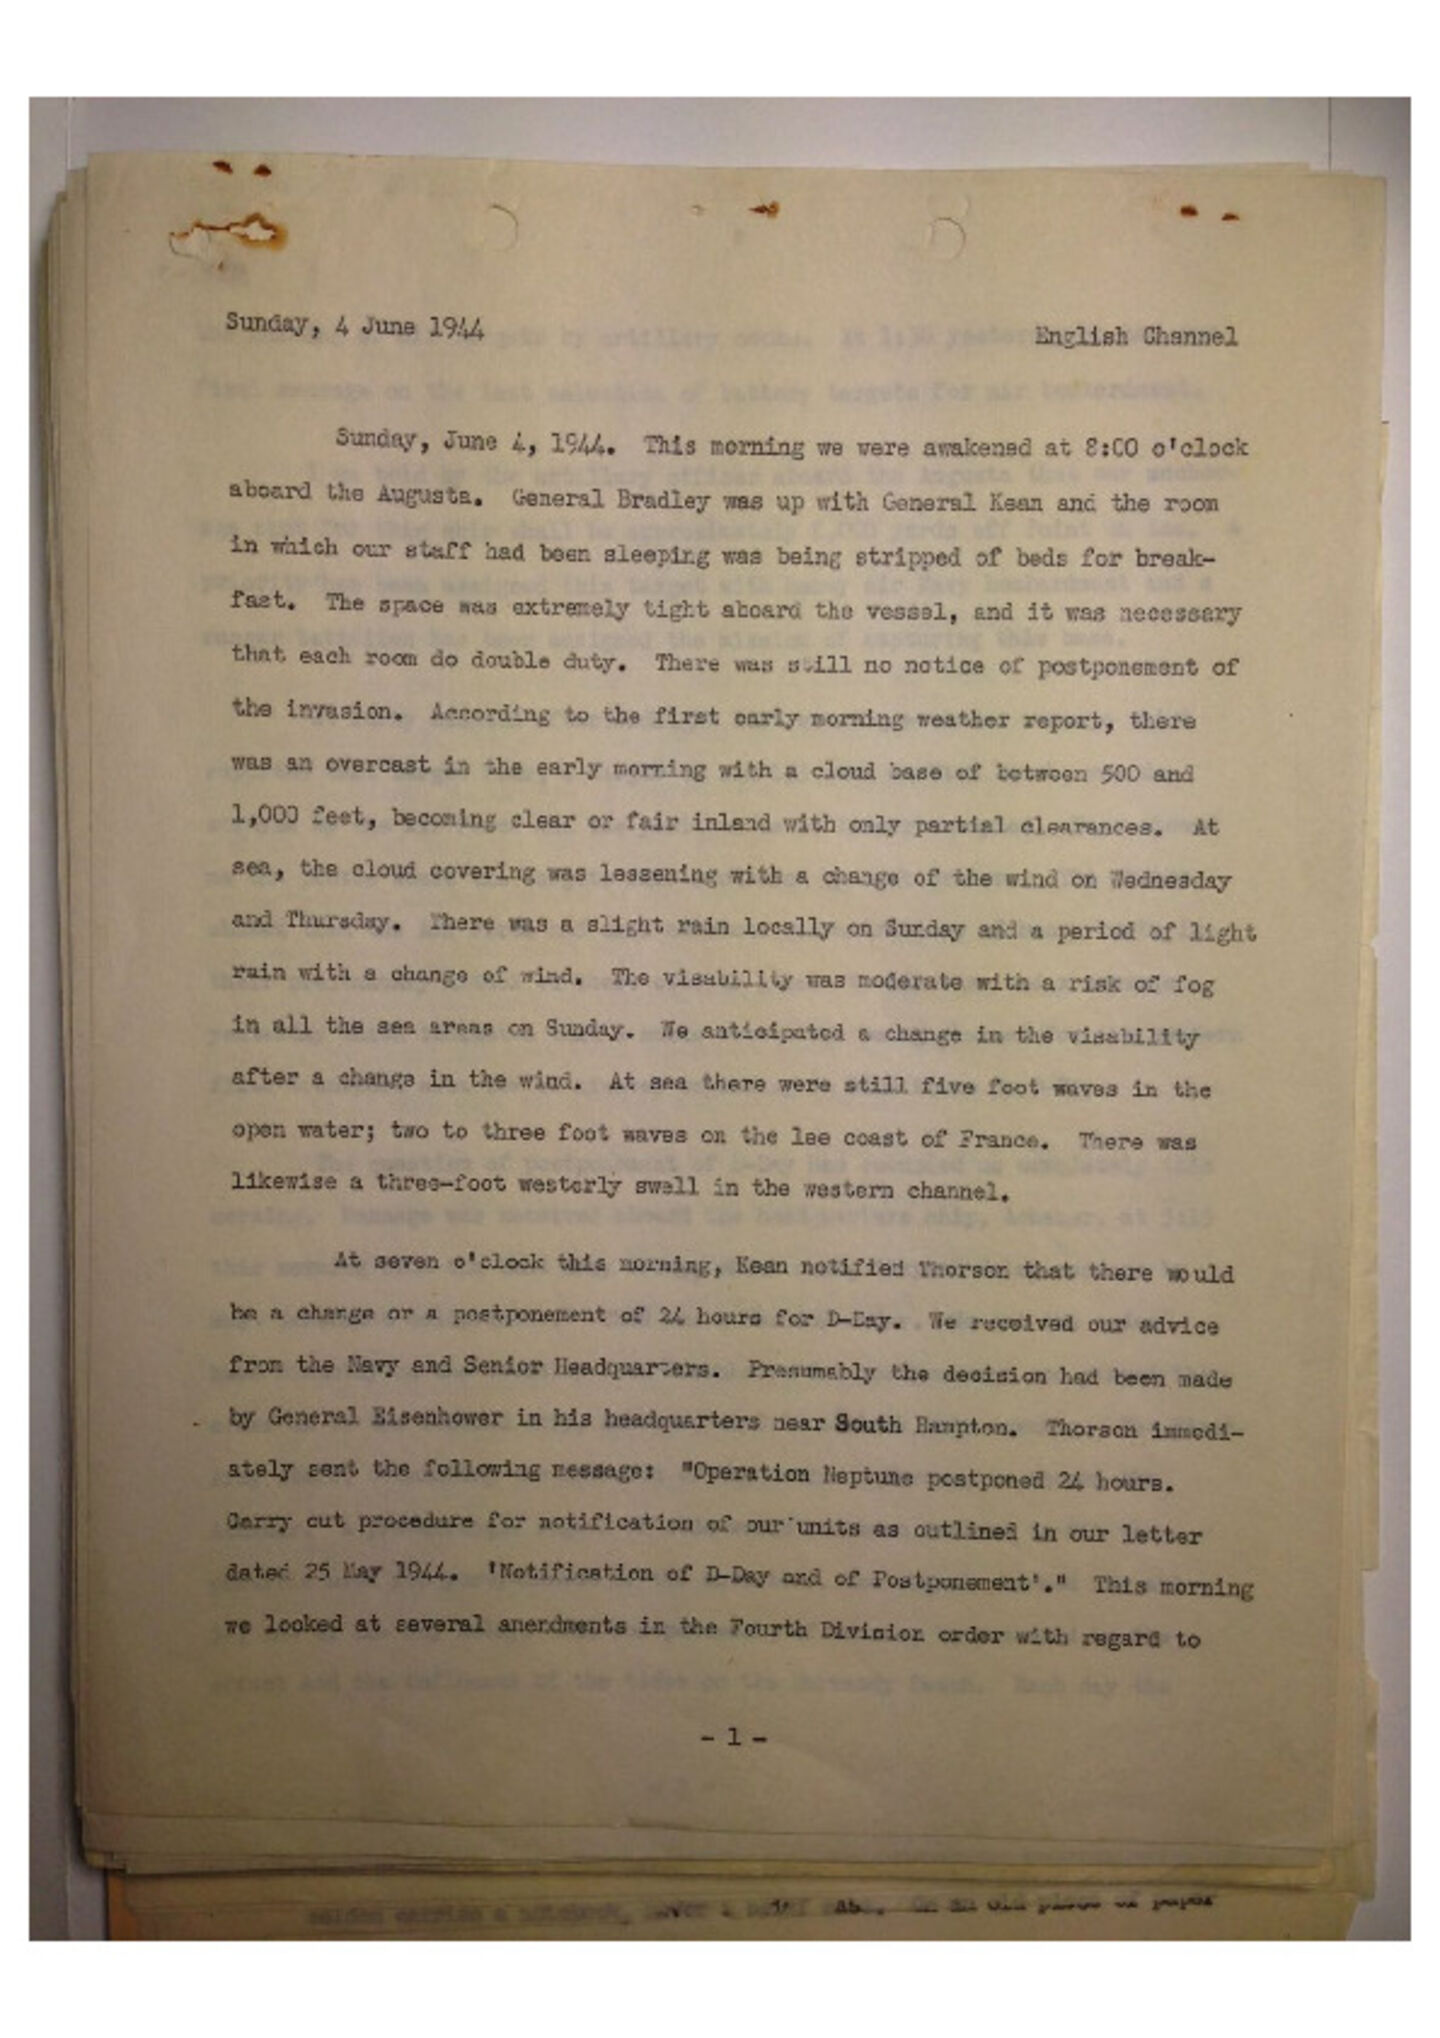 Sunday, 4 June 1944
English Channel
Sunday, June 4, 1944. This morning we were awakened at 8:00 o'clock
aboard the Augusta. General Bradley was up with General Kean and the room
in which our staff had been sleeping was being stripped of beds for break-
fast. The space was extremely tight aboard the vessel, and it was necessary
that each room do double duty. There was still no notice of postponement of
the invasion. According to the first early morning weather report, there
was an overcast in the early morning with a cloud base of between 500 and
1,000 feet, becoming clear or fair inland with only partial clearances. At
sea, the cloud covering was lessening with a change of the wind on Wednesday
and Thursday. There was a slight rain locally on Sunday and a period of light
rain with a change of wind. The visability was moderate with a risk of fog
in all the sea areas on Sunday. We anticipated a change in the visability
after a change in the wind. At sea there were still five foot waves in the
open water; two to three foot waves on the lee coast of France. There was
likewise a three-foot westerly swell in the western channel.
At seven o'clock this morning, Kean notified Thorson that there would
be a change or a postponement of 24 hours for D-Day. We received our advice
from the Navy and Senior Headquarters. Presumably the decision had been made
by General Eisenhower in his headquarters near South Hampton. Thorson immedi-
ately sent the following message: "Operation Neptune postponed 24 hours.
Carry out procedure for notification of our units as outlined in our letter
dated 25 May 1944. 'Notification of D-Day and of Postponement'." This morning
we looked at several amendments in the Fourth Division order with regard to
- 1 -
piece of paper